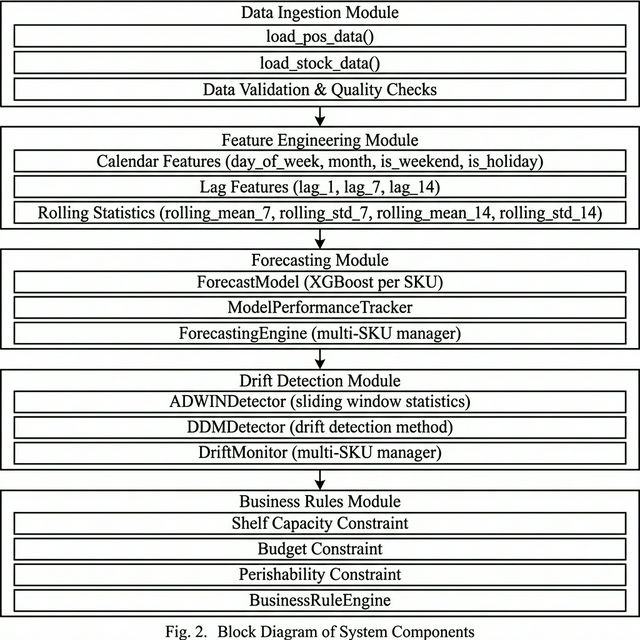 Data Ingestion Module
load_pos_data()
load_stock_data()
Data Validation & Quality Checks
Feature Engineering Module
Calendar Features (day_of_week, month, is_weekend, is_holiday)
Lag Features (lag_1, lag_7, lag_14)
Rolling Statistics (rolling_mean_7, rolling_std_7, rolling_mean_14, rolling_std_14)
Forecasting Module
ForecastModel (XGBoost per SKU)
ModelPerformanceTracker
ForecastingEngine (multi-SKU manager)
Drift Detection Module
ADWINDetector (sliding window statistics)
DDMDetector (drift detection method)
DriftMonitor (multi-SKU manager)
Business Rules Module
Shelf Capacity Constraint
Budget Constraint
Perishability Constraint
BusinessRuleEngine
Fig. 2. Block Diagram of System Components